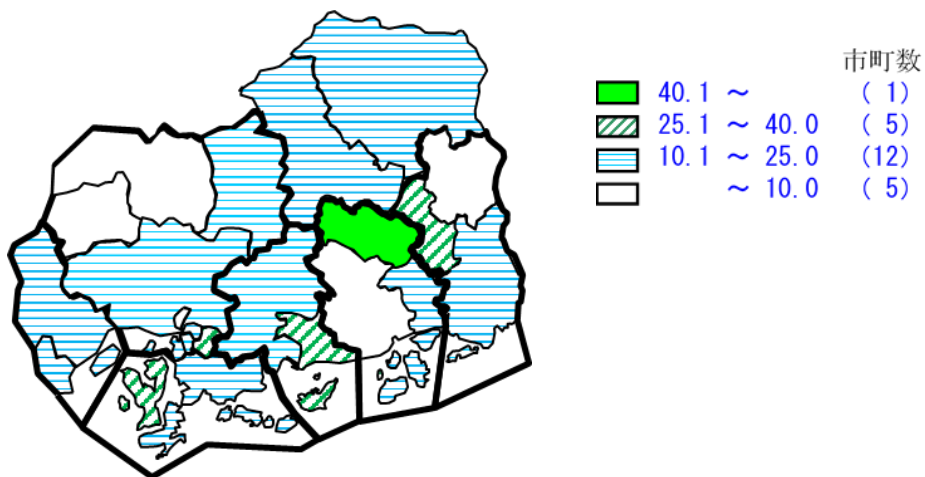 市町数
40.1 ～ ( 1)
25.1 ～ 40.0 ( 5)
10.1 ～ 25.0 (12)
～ 10.0 ( 5)